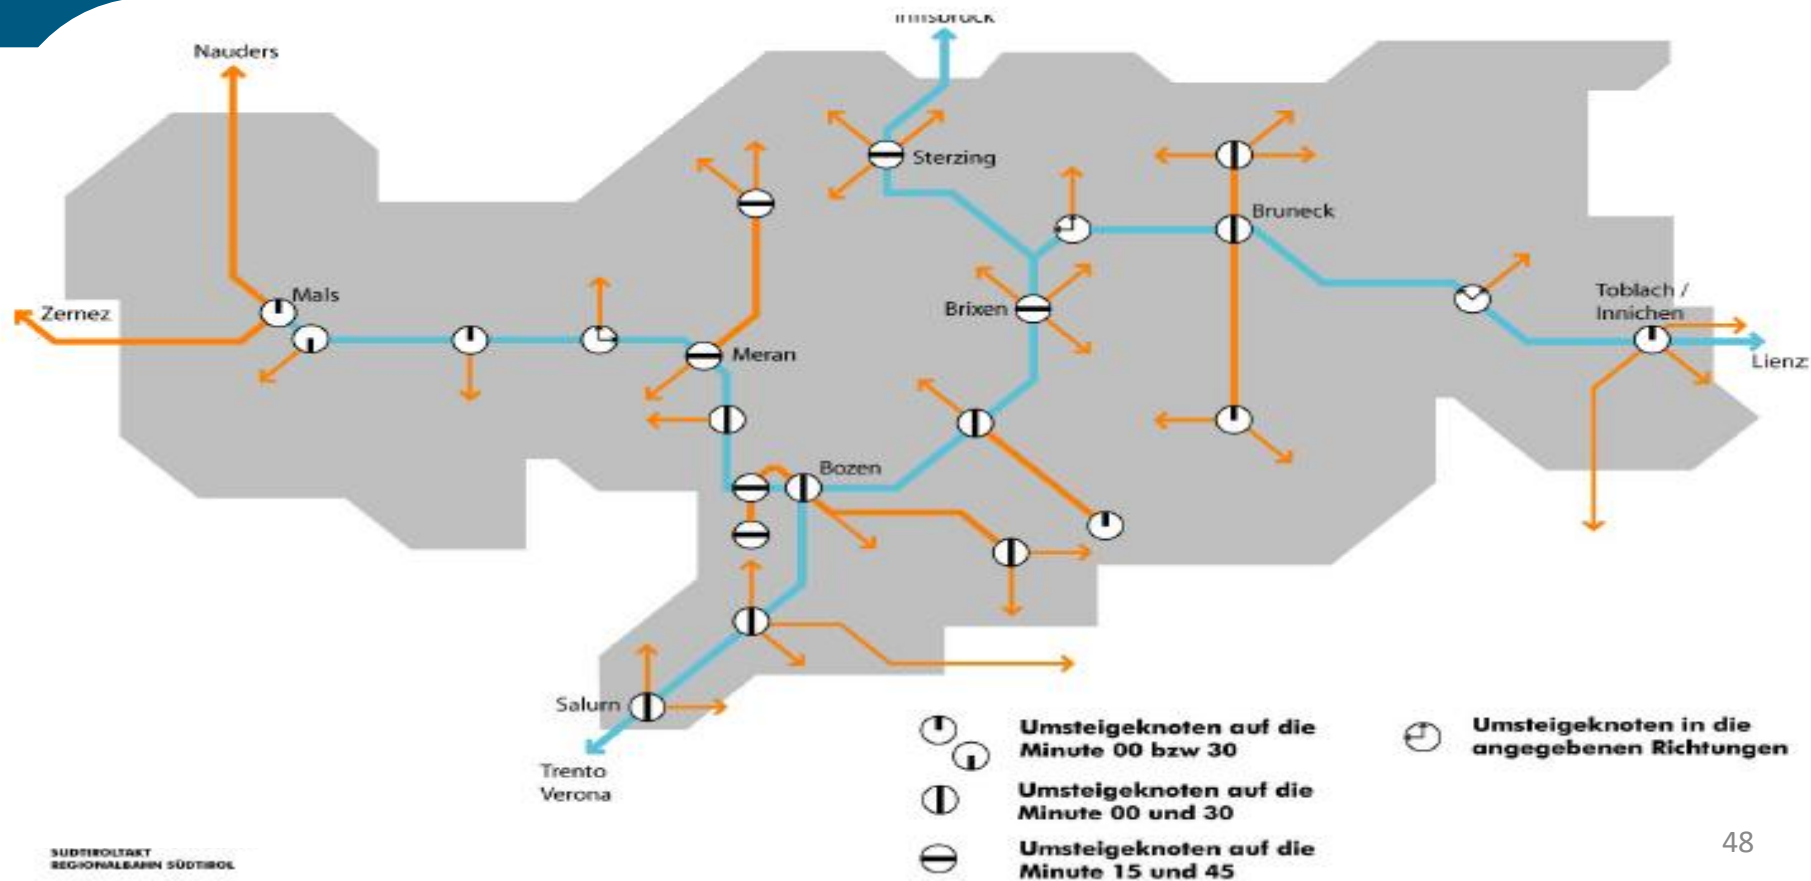 Innsbruck
Nauders
Sterzing
Bruneck
Mals
Zernez
Brixen
Toblach /
Innichen
Meran
Lienz
Bozen
Salurn
Trento
Verona
Umsteigeknoten auf die
Minute 00 bzw 30
Umsteigeknoten in die
angegebenen Richtungen
Umsteigeknoten auf die
Minute 00 und 30
Umsteigeknoten auf die
Minute 15 und 45
48
SÜDTIROLTAKT
REGIONALBAHN SÜDTIROL